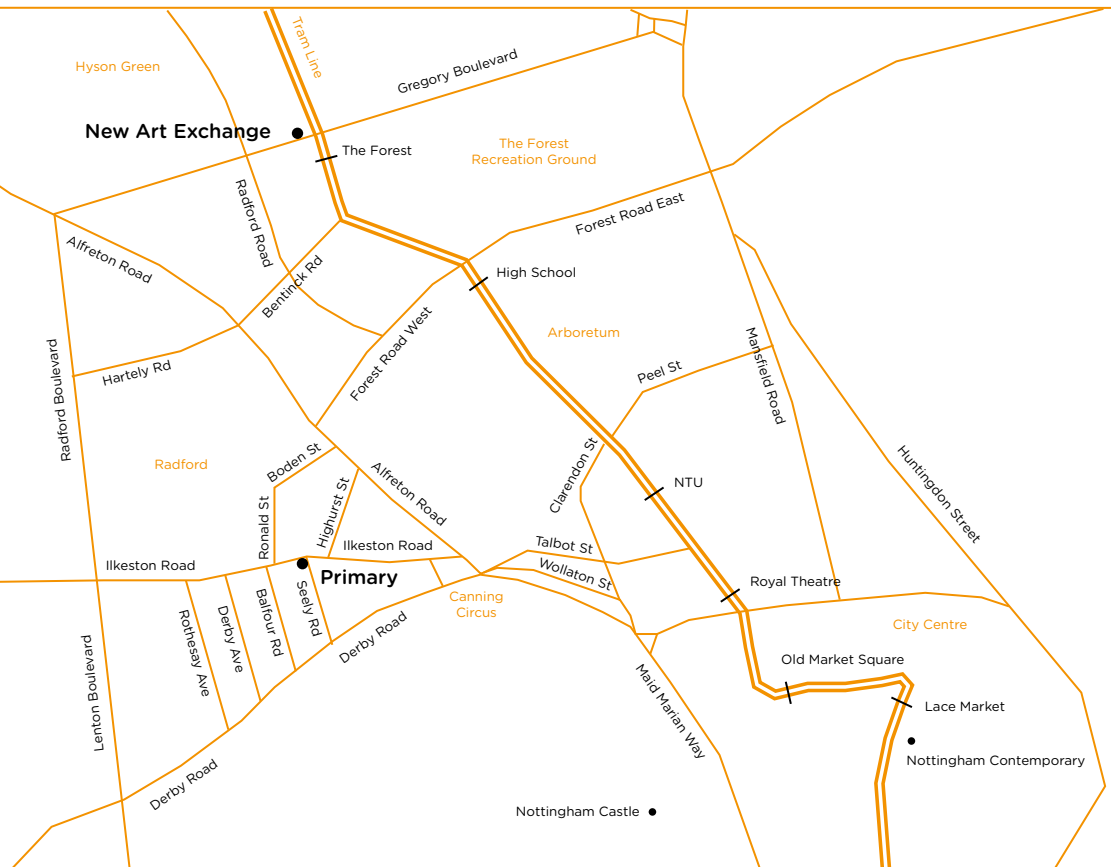 Tram Line
Hyson Green
Gregory Boulevard
New Art Exchange
The Forest
The Forest
Recreation Ground
Radford Road
Forest Road East
Alfreton Road
Bentinck Rd
High School
Arboretum
Forest Road West
Mansfield Road
Peel St
Hartely Rd
Radford Boulevard
Radford
Boden St
Alfreton Road
Clarendon St
NTU
Huntingdon Street
Ronald St
Highurst St
Ilkeston Road
Talbot St
Ilkeston Road
Wollaton St
Primary
Royal Theatre
Seely Rd
Balfour Rd
Derby Ave
Rothesay Ave
Canning
Circus
City Centre
Derby Road
Old Market Square
Maid Marian Way
Lenton Boulevard
Lace Market
Nottingham Contemporary
Derby Road
Nottingham Castle